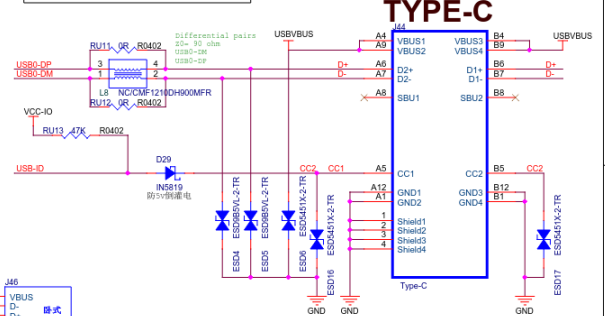 TYPE-C
J44
Differential pairs
Z0= 90 ohm
USB0-DM
USB0-DP
USBVBUS
A4 VBUS1 VBUS3 B4
A9 VBUS2 VBUS4 B9
USBVBUS
RU11 0R R0402
USB0-DP 3 4 D+ A6 D2+ D1+ B6 D+
USB0-DM 1 2 D- A7 D2- D1- B7 D-
L8 NC/CMF1210DH900MFR
RU12 0R R0402
A8 SBU1 SBU2 B8
VCC-IO
RU13 47K R0402
D29
USB-ID CC2 CC1 A5 CC1 CC2 B5 CC2
IN5819
防5v倒灌电
A12 GND1 GND3 B12
A1 GND2 GND4 B1
1 Shield1
2 Shield2
3 Shield3
4 Shield4
ESD9B5VL-2-TR
ESD9B5VL-2-TR
ESD5451X-2-TR
ESD5451X-2-TR
ESD5451X-2-TR
ESD4
ESD5
ESD6
ESD16
ESD17
Type-C
GND
GND
GND
J46
VBUS
D-
D+
卧式